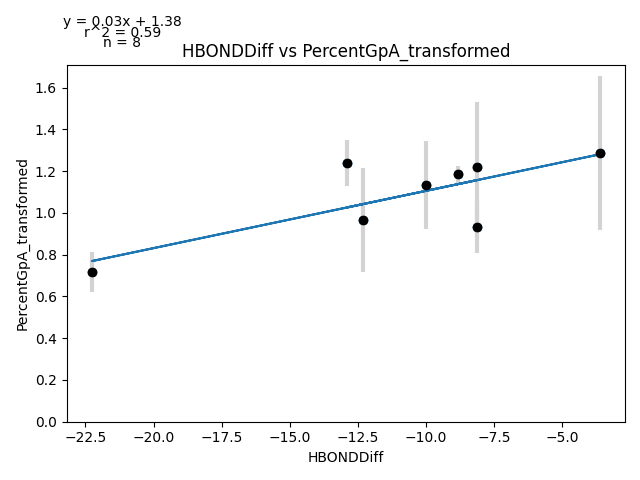 y = 0.03x + 1.38
r^2 = 0.59
n = 8
HBONDDiff vs PercentGpA_transformed
PercentGpA_transformed
1.6
1.4
1.2
1.0
0.8
0.6
0.4
0.2
0.0
−22.5 −20.0 −17.5 −15.0 −12.5 −10.0 −7.5 −5.0
HBONDDiff